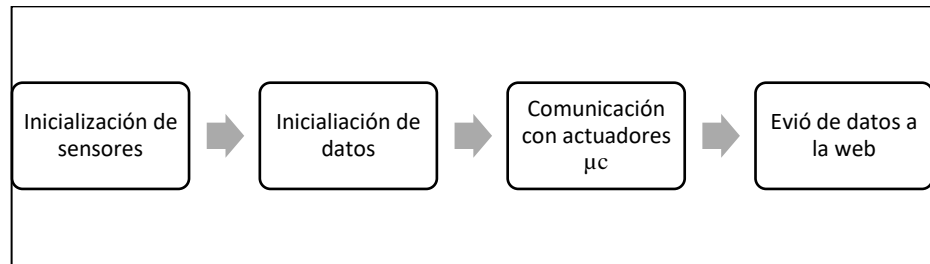 Inicialización de
sensores
Inicialiación de
datos
Comunicación
con actuadores
µc
Evió de datos a
la web